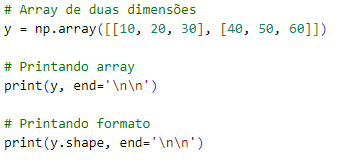 # Array de duas dimensões
y = np.array([[10, 20, 30], [40, 50, 60]])
# Printando array
print(y, end='\n\n')
# Printando formato
print(y.shape, end='\n\n')